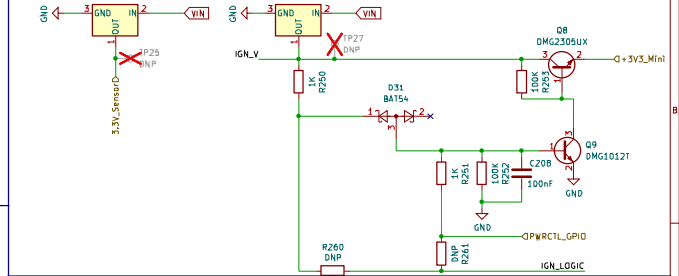 GND
3
GND
IN
2
VIN
OUT
1
TP25
DNP
3.3V_Sensor
GND
3
GND
IN
2
VIN
OUT
1
TP27
DNP
IGN_V
1K
R250
D31
BAT54
1
2
3
Q8
DMG2305UX
3
2
1
+3V3_Mini
100K
R253
Q9
DMG1012T
3
1
2
GND
1K
R251
100K
R252
C208
100nF
GND
PWRCTL_GPIO
DNP
R261
R260
DNP
IGN_LOGIC
B